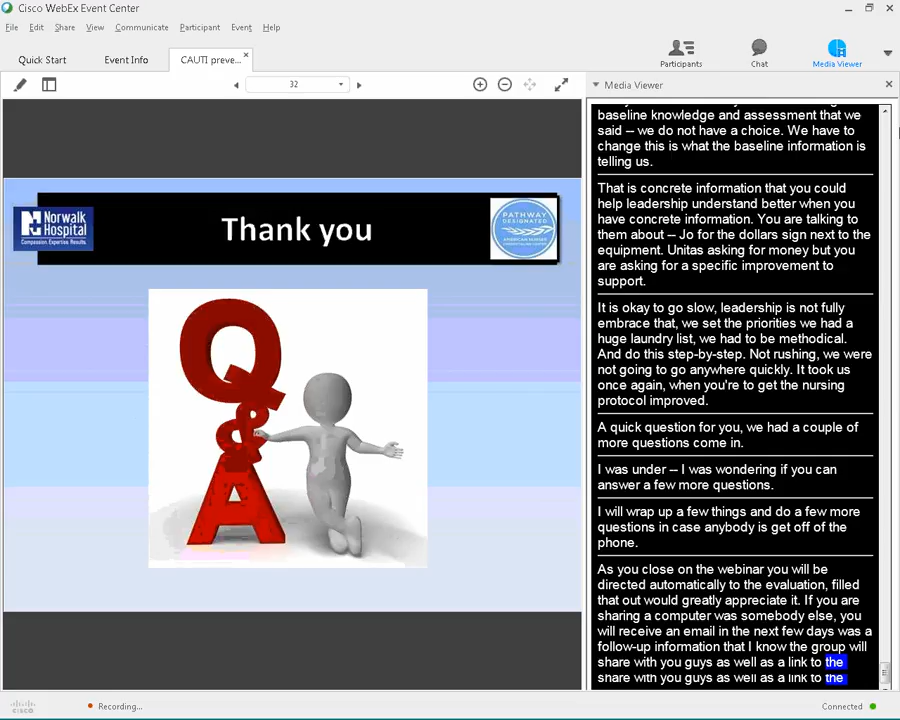 Cisco WebEx Event Center
File Edit Share View Communicate Participant Event Help
Quick Start Event Info CAUTI preve...
Participants Chat Media Viewer
32
Media Viewer
Norwalk
Hospital
Compassion. Expertise. Results.
Thank you
PATHWAY
DESIGNATED
AMERICAN NURSES
CREDENTIALING CENTER
Q
&
A
baseline knowledge and assessment that we
said -- we do not have a choice. We have to
change this is what the baseline information is
telling us.
That is concrete information that you could
help leadership understand better when you
have concrete information. You are talking to
them about -- Jo for the dollars sign next to the
equipment. Unitas asking for money but you
are asking for a specific improvement to
support.
It is okay to go slow, leadership is not fully
embrace that, we set the priorities we had a
huge laundry list, we had to be methodical.
And do this step-by-step. Not rushing, we were
not going to go anywhere quickly. It took us
once again, when you're to get the nursing
protocol improved.
A quick question for you, we had a couple of
more questions come in.
I was under -- I was wondering if you can
answer a few more questions.
I will wrap up a few things and do a few more
questions in case anybody is get off of the
phone.
As you close on the webinar you will be
directed automatically to the evaluation, filled
that out would greatly appreciate it. If you are
sharing a computer was somebody else, you
will receive an email in the next few days was a
follow-up information that I know the group will
share with you guys as well as a link to the
share with you guys as well as a link to the
cisco
Recording...
Connected